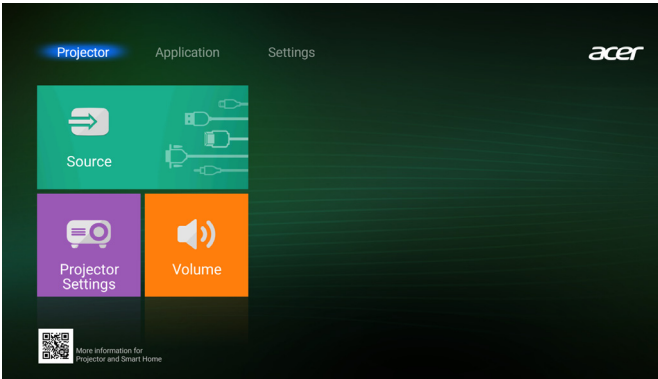 Projector Application Settings
acer
Source
Projector
Settings
Volume
More information for
Projector and Smart Home